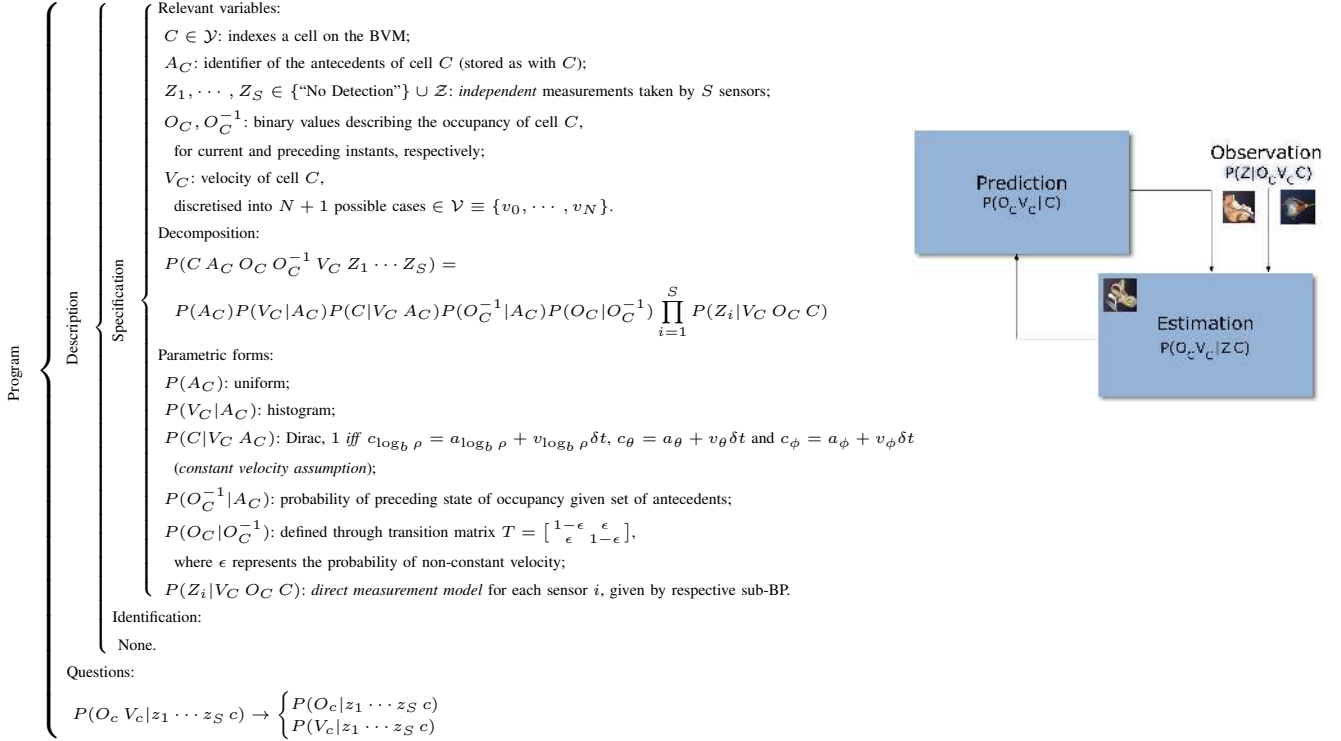 Program
Description
Specification
Relevant variables:
C ∈ 𝒴: indexes a cell on the BVM;
A_C: identifier of the antecedents of cell C (stored as with C);
Z_1, ⋯ , Z_S ∈ {“No Detection”} ∪ 𝒵: independent measurements taken by S sensors;
O_C, O_C^{-1}: binary values describing the occupancy of cell C,
for current and preceding instants, respectively;
V_C: velocity of cell C,
discretised into N + 1 possible cases ∈ 𝒱 ≡ {v_0, ⋯ , v_N}.
Decomposition:
P(C A_C O_C O_C^{-1} V_C Z_1 ⋯ Z_S) =
P(A_C)P(V_C|A_C)P(C|V_C A_C)P(O_C^{-1}|A_C)P(O_C|O_C^{-1}) ∏_{i=1}^{S} P(Z_i|V_C O_C C)
Parametric forms:
P(A_C): uniform;
P(V_C|A_C): histogram;
P(C|V_C A_C): Dirac, 1 iff c_{log_b ρ} = a_{log_b ρ} + v_{log_b ρ}δt, c_θ = a_θ + v_θδt and c_ϕ = a_ϕ + v_ϕδt
(constant velocity assumption);
P(O_C^{-1}|A_C): probability of preceding state of occupancy given set of antecedents;
P(O_C|O_C^{-1}): defined through transition matrix T = [1−ϵ ϵ; ϵ 1−ϵ],
where ϵ represents the probability of non-constant velocity;
P(Z_i|V_C O_C C): direct measurement model for each sensor i, given by respective sub-BP.
Identification:
None.
Questions:
P(O_c V_c|z_1 ⋯ z_S c) → { P(O_c|z_1 ⋯ z_S c)
P(V_c|z_1 ⋯ z_S c)
Prediction
P(O_C V_C | C)
Observation
P(Z|O_C V_C C)
Estimation
P(O_C V_C | Z C)